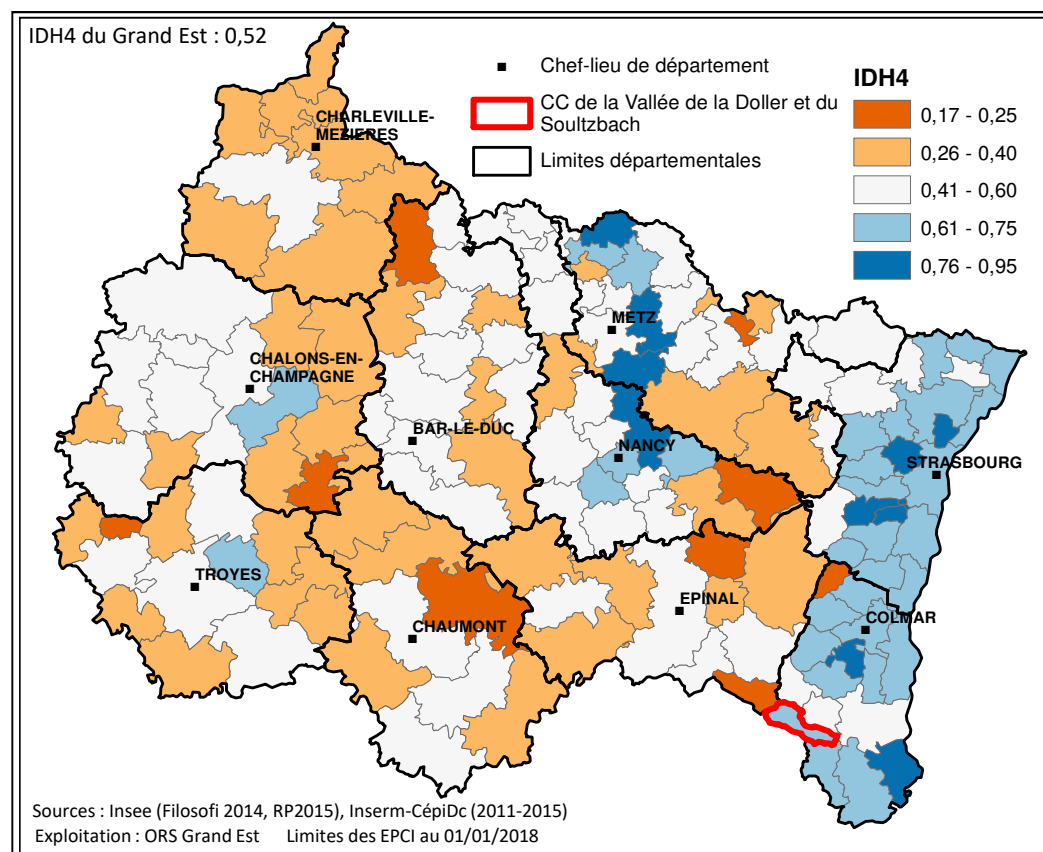 IDH4 du Grand Est : 0,52
Chef-lieu de département
CC de la Vallée de la Doller et du
Soultzbach
Limites départementales
IDH4
0,17 - 0,25
0,26 - 0,40
0,41 - 0,60
0,61 - 0,75
0,76 - 0,95
CHARLEVILLE-
MEZIERES
METZ
CHALONS-EN-
CHAMPAGNE
BAR-LE-DUC
NANCY
STRASBOURG
TROYES
EPINAL
COLMAR
CHAUMONT
Sources : Insee (Filosofi 2014, RP2015), Inserm-CépiDc (2011-2015)
Exploitation : ORS Grand Est Limites des EPCI au 01/01/2018